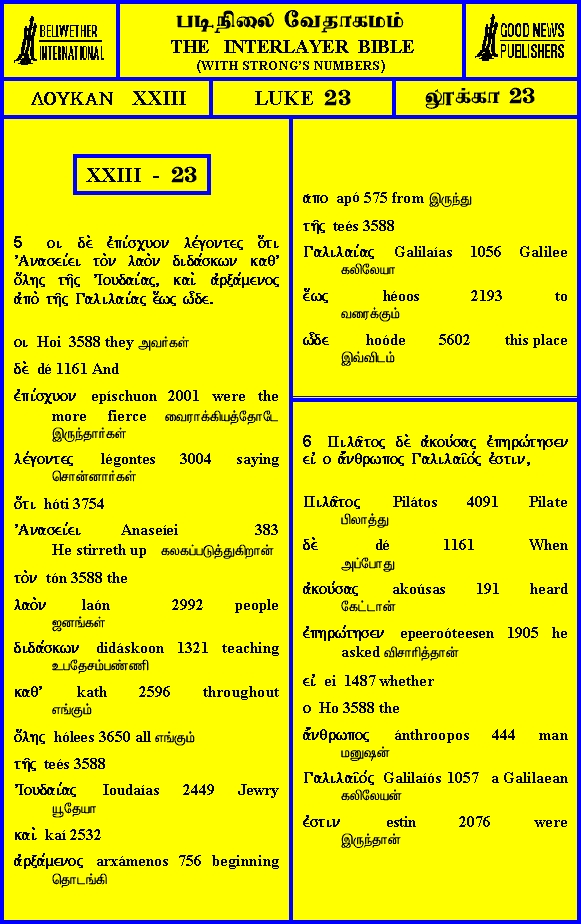 BELLWETHER
INTERNATIONAL
படிநிலை வேதாகமம்
THE INTERLAYER BIBLE
(WITH STRONG'S NUMBERS)
GOOD NEWS
PUBLISHERS
ΛΟΥΚΑΝ XXIII
LUKE 23
லூக்கா 23
XXIII - 23
5 οι δὲ ἐπίσχυον λέγοντες ὅτι
Ἀνασείει τὸν λαὸν διδάσκων καθ’
ὅλης τῆς Ἰουδαίας, καὶ ἀρξάμενος
ἀπὸ τῆς Γαλιλαίας ἕως ὧδε.
οι Hoi 3588 they அவர்கள்
δὲ dé 1161 And
ἐπίσχυον epíschuon 2001 were the
more fierce வைராக்கியத்தோடே
இருந்தார்கள்
λέγοντες légontes 3004 saying
சொன்னார்கள்
ὅτι hóti 3754
Ἀνασείει Anaseíei 383
He stirreth up கலகப்படுத்துகிறான்
τὸν tón 3588 the
λαὸν laón 2992 people
ஜனங்கள்
διδάσκων didáskoon 1321 teaching
உபதேசம்பண்ணி
καθ’ kath 2596 throughout
எங்கும்
ὅλης hólees 3650 all எங்கும்
τῆς teés 3588
Ἰουδαίας Ioudaías 2449 Jewry
யூதேயா
καὶ kaí 2532
ἀρξάμενος arxámenos 756 beginning
தொடங்கி
απο apó 575 from இருந்து
τῆς teés 3588
Γαλιλαίας Galilaías 1056 Galilee
கலிலேயா
ἕως héoos 2193 to
வரைக்கும்
ὧδε hoóde 5602 this place
இவ்விடம்
6 Πιλᾶτος δὲ ἀκούσας ἐπηρώτησεν
εἰ ο ἄνθρωπος Γαλιλαῖός ἐστιν,
Πιλᾶτος Pilátos 4091 Pilate
பிலாத்து
δὲ dé 1161 When
அப்போது
ἀκούσας akoúsas 191 heard
கேட்டான்
ἐπηρώτησεν epeeroóteesen 1905 he
asked விசாரித்தான்
εἰ ei 1487 whether
ο Ho 3588 the
ἄνθρωπος ánthroopos 444 man
மனுஷன்
Γαλιλαῖός Galilaíós 1057 a Galilaean
கலிலேயன்
ἐστιν estin 2076 were
இருந்தான்